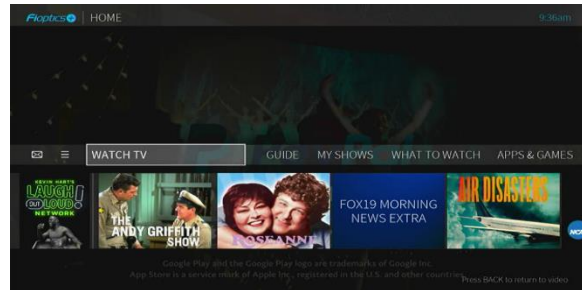 Fioptics+ HOME 9:36am
WATCH TV GUIDE MY SHOWS WHAT TO WATCH APPS & GAMES
KEVIN HART'S
LAUGH
OUT LOUD!
NETWORK
THE
ANDY GRIFFITH
SHOW
ROSEANNE
FOX19 MORNING
NEWS EXTRA
AIR DISASTERS
Google Play and the Google Play logo are trademarks of Google Inc.
App Store is a service mark of Apple Inc., registered in the U.S. and other countries.
Press BACK to return to video.